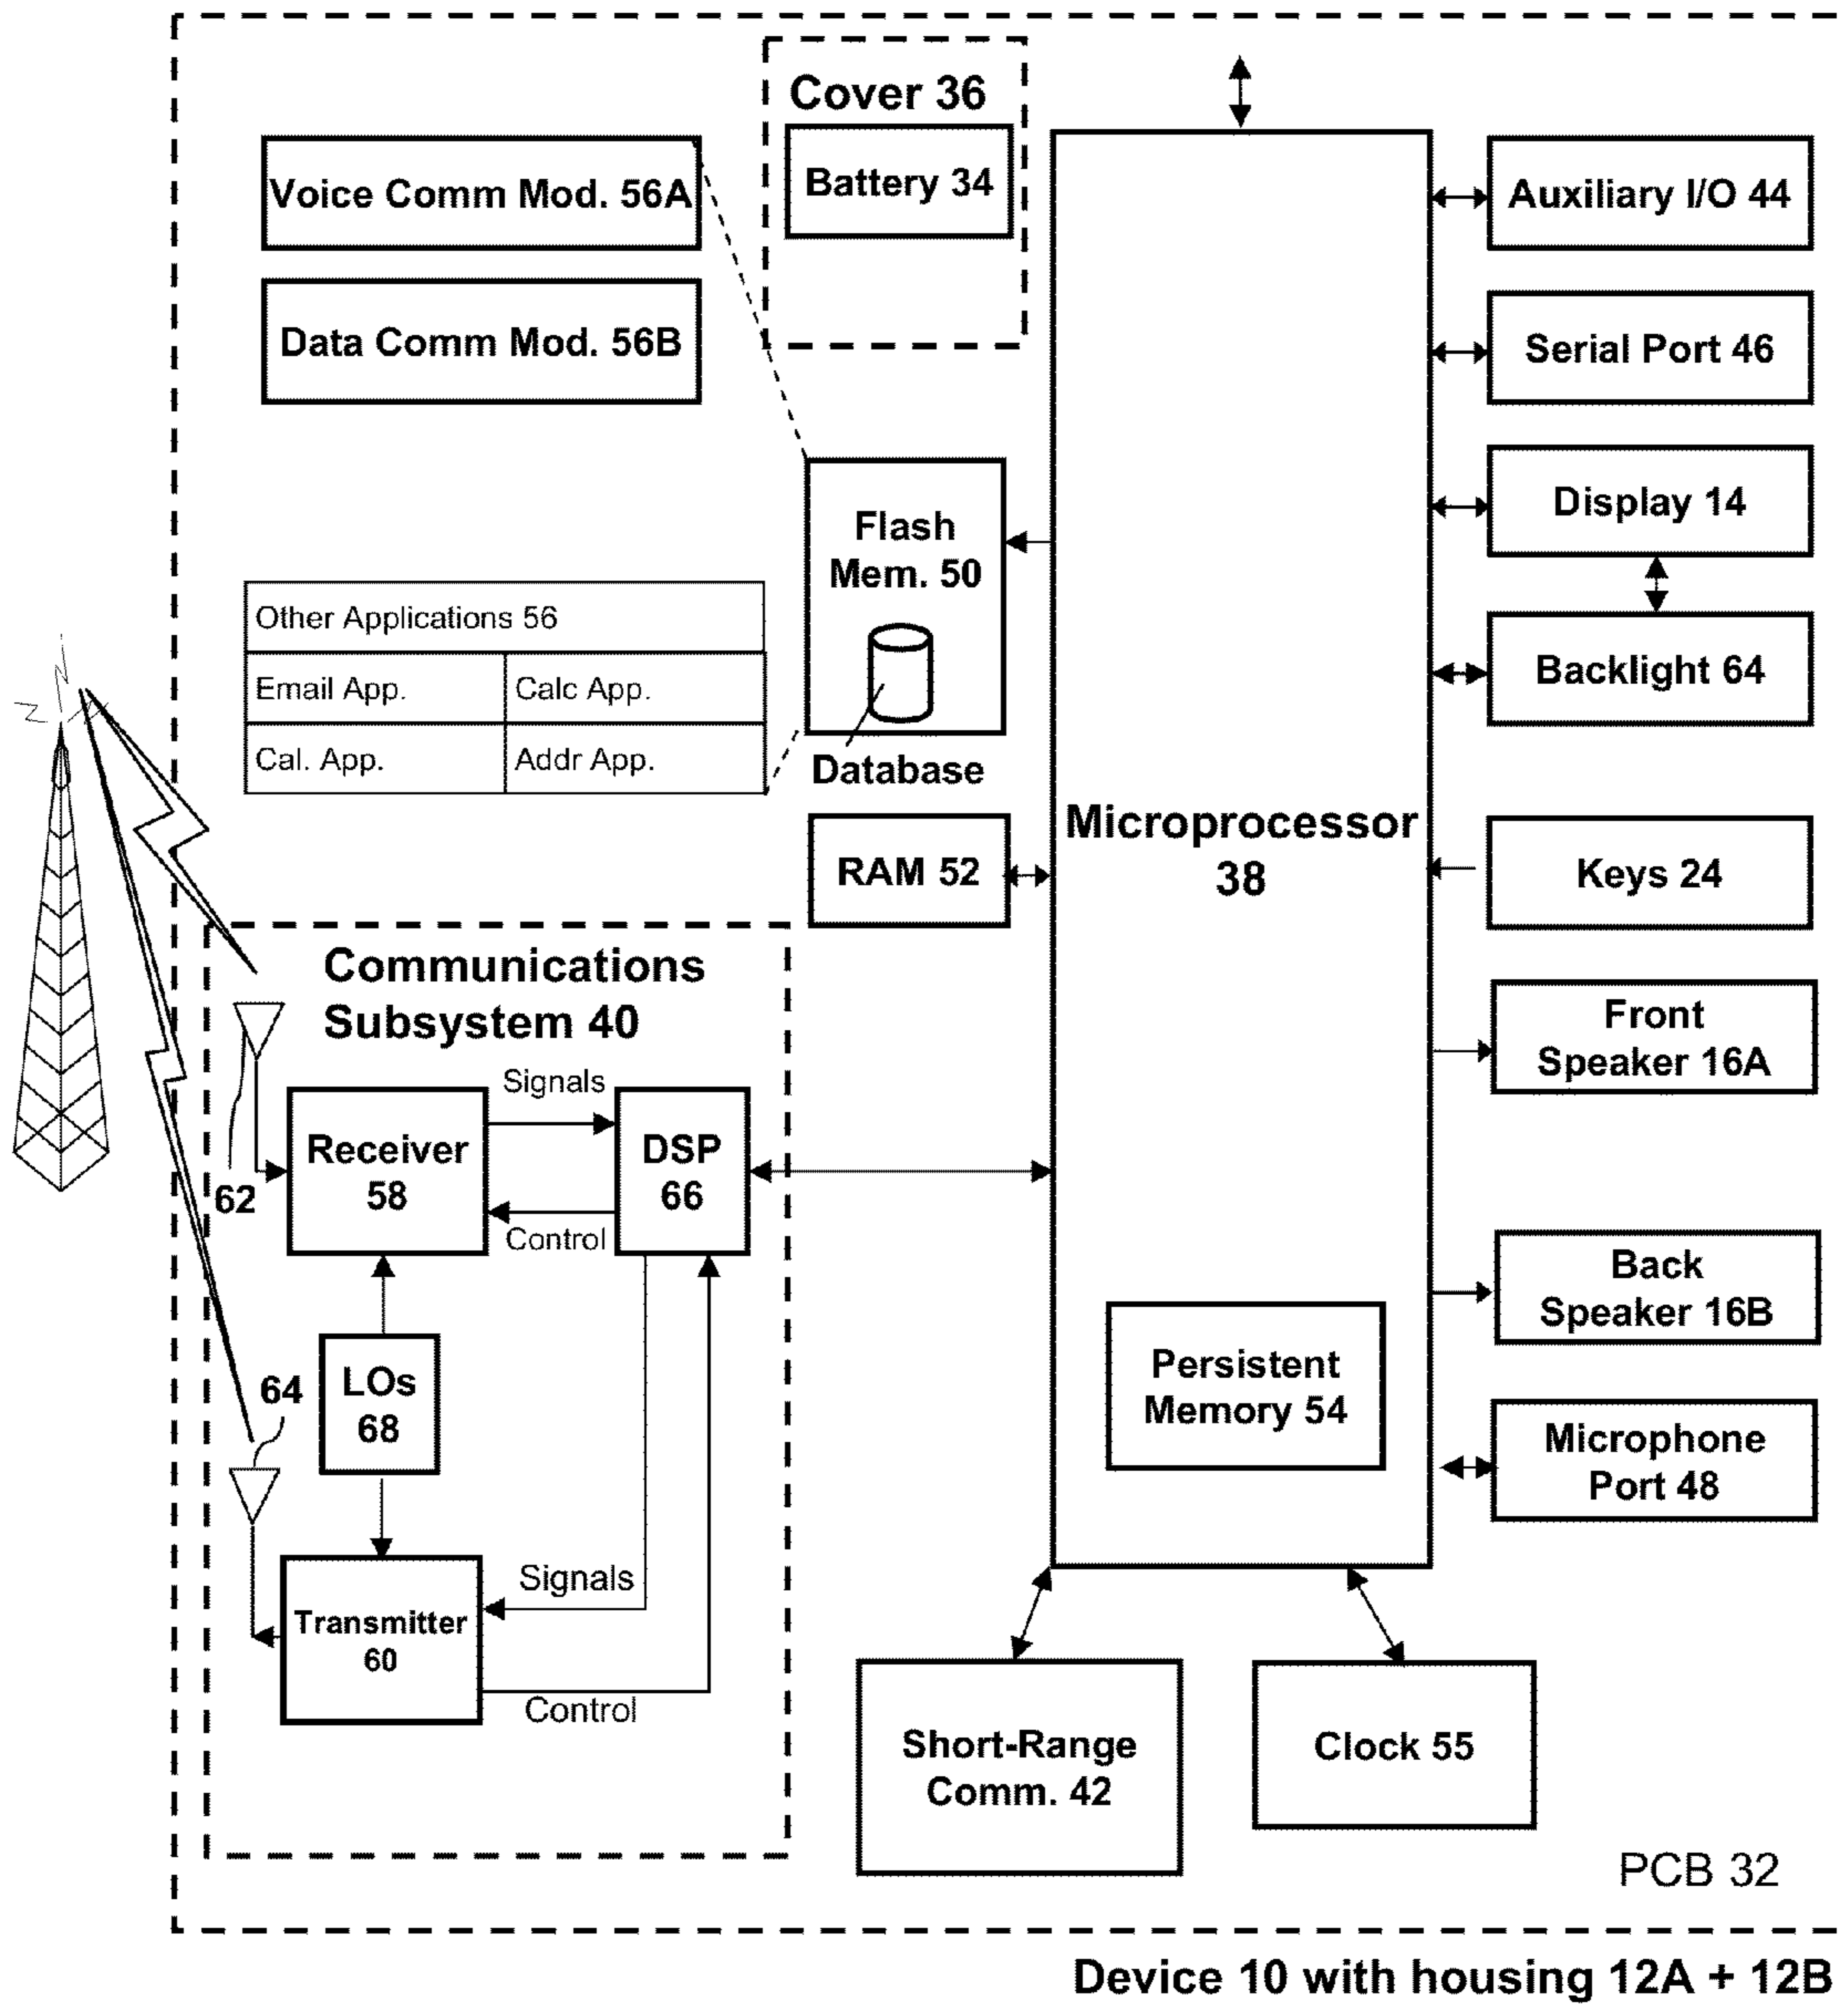 Cover 36
Battery 34
Voice Comm Mod. 56A
Data Comm Mod. 56B
Auxiliary I/O 44
Serial Port 46
Display 14
Backlight 64
Flash
Mem. 50
Database
Other Applications 56
Email App.
Calc App.
Cal. App.
Addr App.
RAM 52
Microprocessor
38
Keys 24
Front
Speaker 16A
Back
Speaker 16B
Microphone
Port 48
Persistent
Memory 54
Communications
Subsystem 40
Signals
Receiver
58
DSP
66
62
Control
LOs
68
64
Signals
Transmitter
60
Control
Short-Range
Comm. 42
Clock 55
PCB 32
Device 10 with housing 12A + 12B